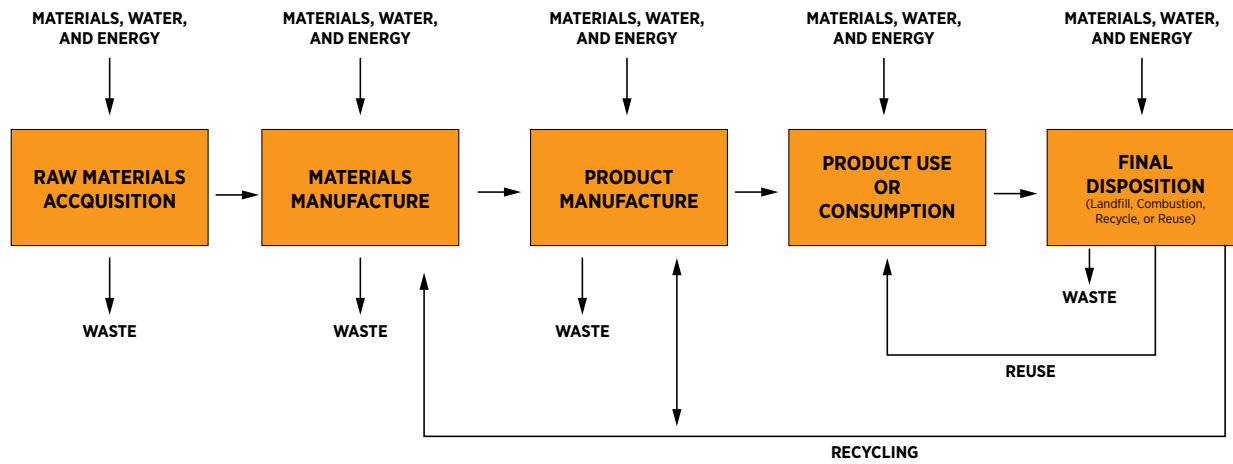 MATERIALS, WATER,
AND ENERGY
MATERIALS, WATER,
AND ENERGY
MATERIALS, WATER,
AND ENERGY
MATERIALS, WATER,
AND ENERGY
MATERIALS, WATER,
AND ENERGY
RAW MATERIALS
ACCQUISITION
MATERIALS
MANUFACTURE
PRODUCT
MANUFACTURE
PRODUCT USE
OR
CONSUMPTION
FINAL
DISPOSITION
(Landfill, Combustion,
Recycle, or Reuse)
WASTE
WASTE
WASTE
WASTE
REUSE
RECYCLING